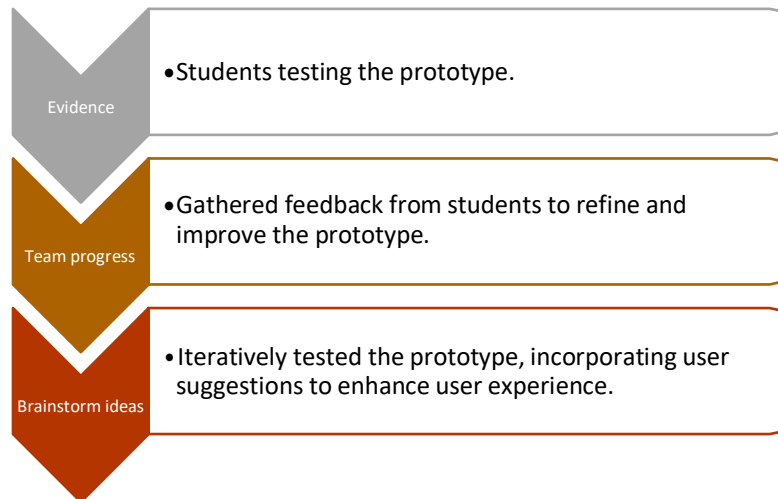 Evidence
•Students testing the prototype.
Team progress
•Gathered feedback from students to refine and
improve the prototype.
Brainstorm ideas
•Iteratively tested the prototype, incorporating user
suggestions to enhance user experience.